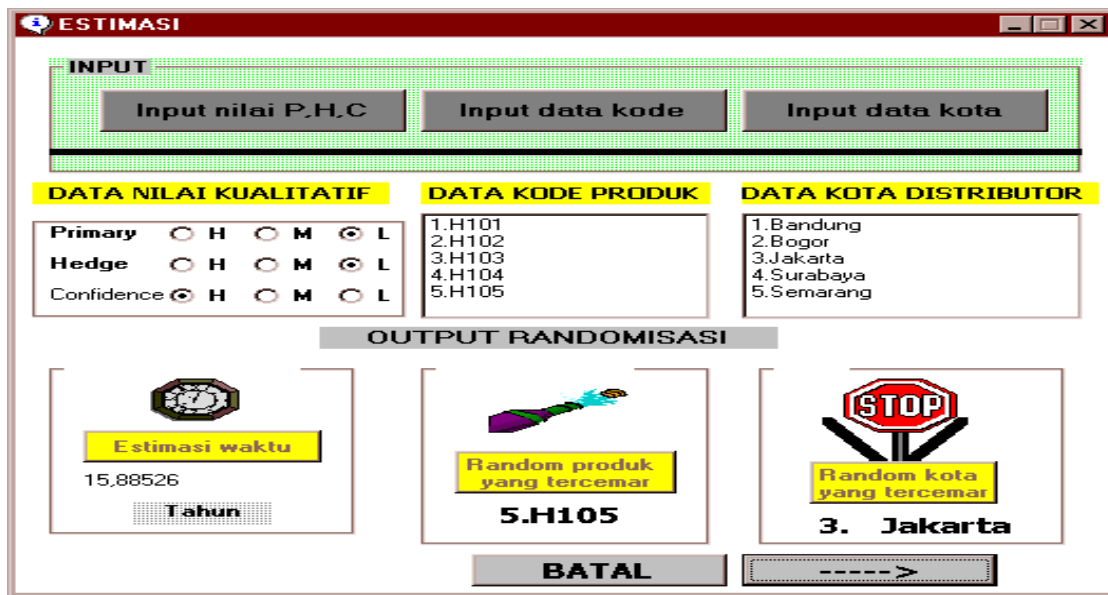 ESTIMASI
INPUT
Input nilai P,H,C
Input data kode
Input data kota
DATA NILAI KUALITATIF
DATA KODE PRODUK
DATA KOTA DISTRIBUTOR
Primary H M L
Hedge H M L
Confidence H M L
1.H101
2.H102
3.H103
4.H104
5.H105
1.Bandung
2.Bogor
3.Jakarta
4.Surabaya
5.Semarang
OUTPUT RANDOMISASI
Estimasi waktu
15,88526
Tahun
Random produk
yang tercemar
5.H105
STOP
Random kota
yang tercemar
3. Jakarta
BATAL
----->